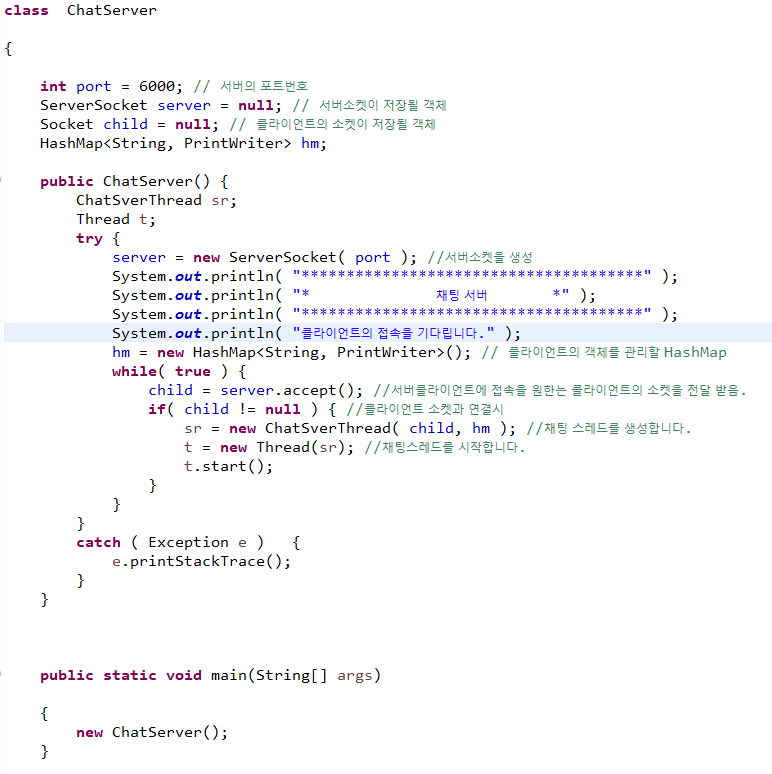 class  ChatServer
{
    int port = 6000; // 서버의 포트번호
    ServerSocket server = null; // 서버소켓이 저장될 객체
    Socket child = null; // 클라이언트의 소켓이 저장될 객체
    HashMap<String, PrintWriter> hm;
    public ChatServer() {
        ChatSverThread sr;
        Thread t;
        try {
            server = new ServerSocket( port ); //서버소켓을 생성
            System.out.println( "**************************************" );
            System.out.println( "*              채팅 서버       *" );
            System.out.println( "**************************************" );
            System.out.println( "클라이언트의 접속을 기다립니다." );
            hm = new HashMap<String, PrintWriter>(); // 클라이언트의 객체를 관리할 HashMap
            while( true ) {
                child = server.accept(); //서버클라이언트에 접속을 원한는 클라이언트의 소켓을 전달 받음.
                if( child != null ) { //클라이언트 소켓과 연결시
                    sr = new ChatSverThread( child, hm ); //채팅 스레드를 생성합니다.
                    t = new Thread(sr); //채팅스레드를 시작합니다.
                    t.start();
                }
            }
        }
        catch ( Exception e )   {
            e.printStackTrace();
        }
    }
    public static void main(String[] args)
    {
        new ChatServer();
    }